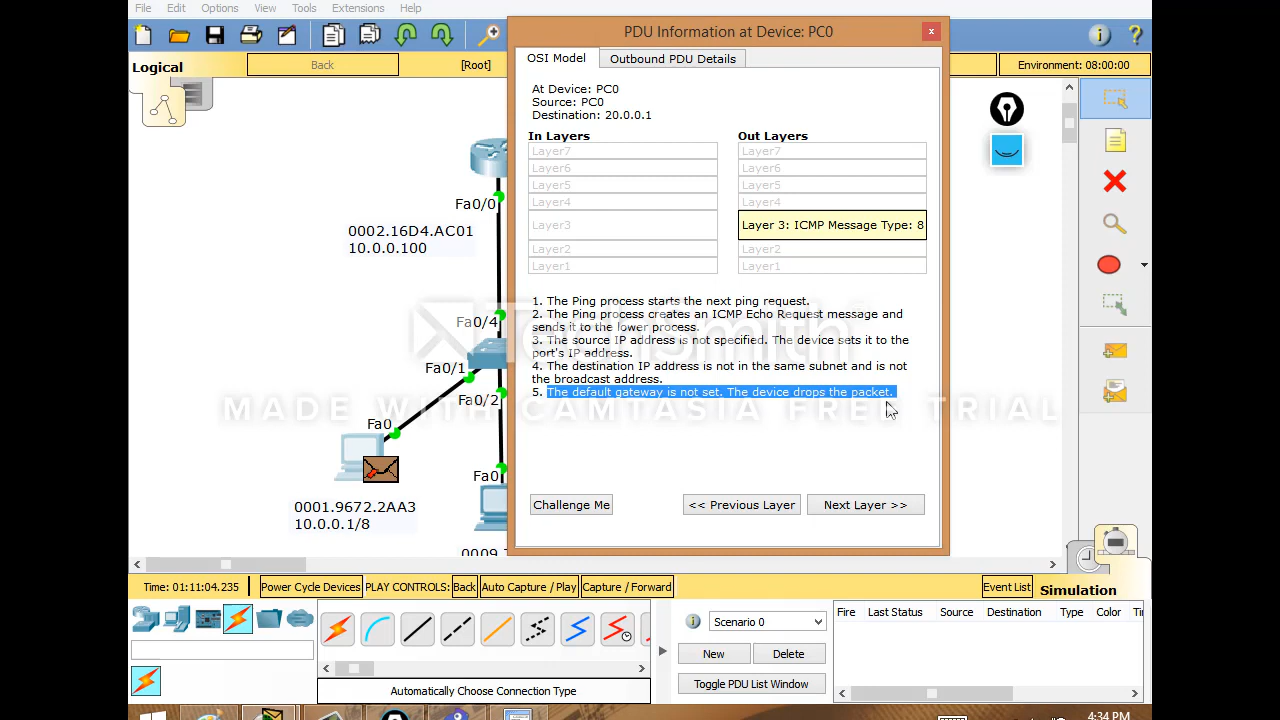 File Edit Options View Tools Extensions Help
PDU Information at Device: PC0
x
Logical
Back
[Root]
Environment: 08:00:00
OSI Model
Outbound PDU Details
At Device: PC0
Source: PC0
Destination: 20.0.0.1
In Layers
Out Layers
Layer7
Layer7
Layer6
Layer6
Layer5
Layer5
Layer4
Layer4
Layer3
Layer 3: ICMP Message Type: 8
Layer2
Layer2
Layer1
Layer1
1. The Ping process starts the next ping request.
2. The Ping process creates an ICMP Echo Request message and
sends it to the lower process.
3. The source IP address is not specified. The device sets it to the
port's IP address.
4. The destination IP address is not in the same subnet and is not
the broadcast address.
5. The default gateway is not set. The device drops the packet.
Challenge Me
<< Previous Layer
Next Layer >>
Fa0/0
0002.16D4.AC01
10.0.0.100
Fa0/4
Fa0/1
Fa0/2
Fa0
Fa0
0001.9672.2AA3
10.0.0.1/8
TechSmith
MADE WITH CAMTASIA FREE TRIAL
Time: 01:11:04.235
Power Cycle Devices
PLAY CONTROLS:
Back
Auto Capture / Play
Capture / Forward
Event List
Simulation
Scenario 0
New
Delete
Toggle PDU List Window
Fire
Last Status
Source
Destination
Type
Color
Automatically Choose Connection Type
4:34 PM